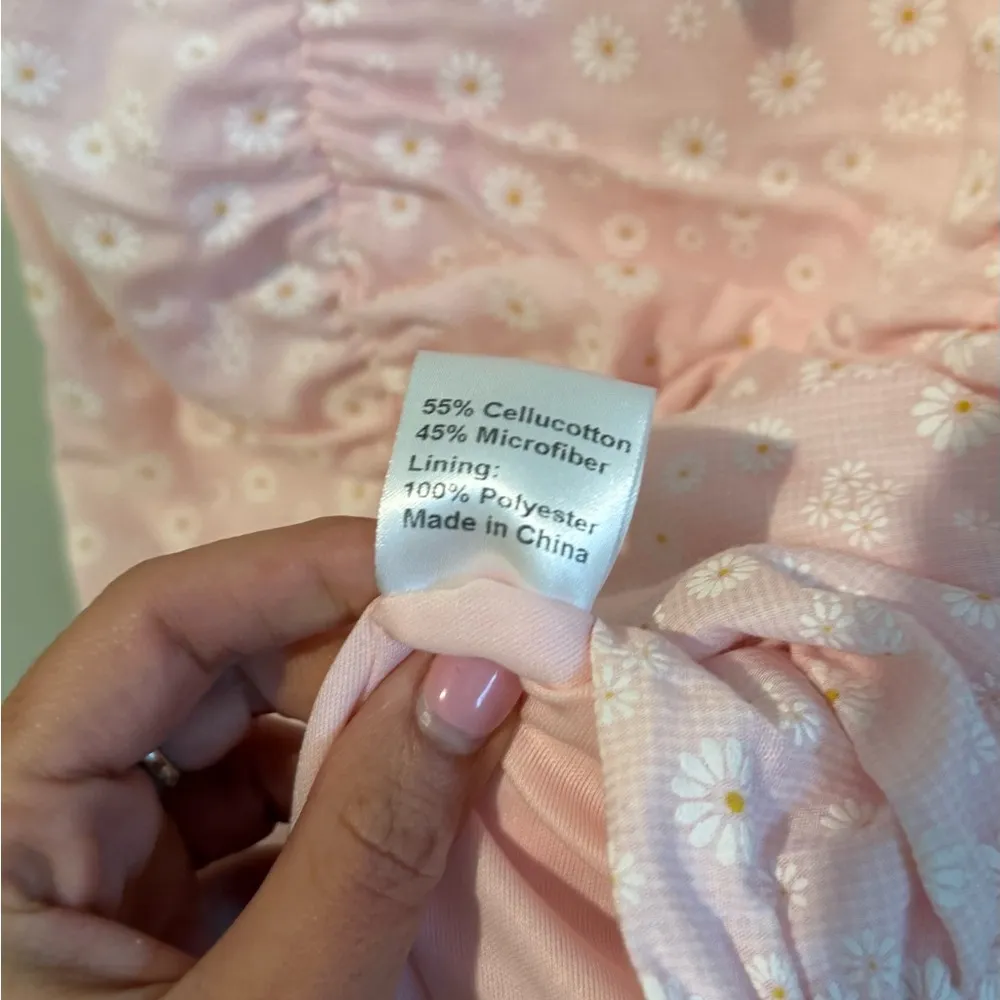 55% Cellucotton
45% Microfiber
Lining:
100% Polyester
Made in China